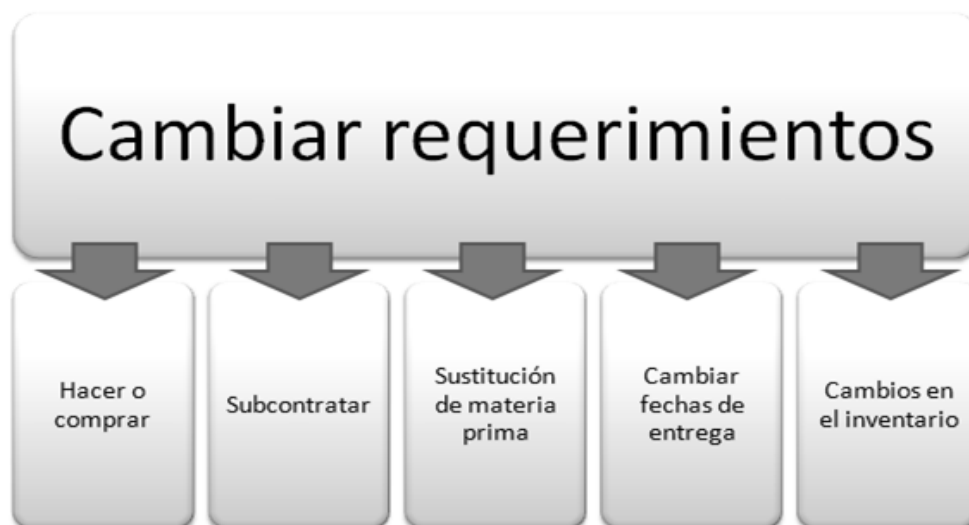 Cambiar requerimientos
Hacer o
comprar
Subcontratar
Sustitución
de materia
prima
Cambiar
fechas de
entrega
Cambios en
el inventario